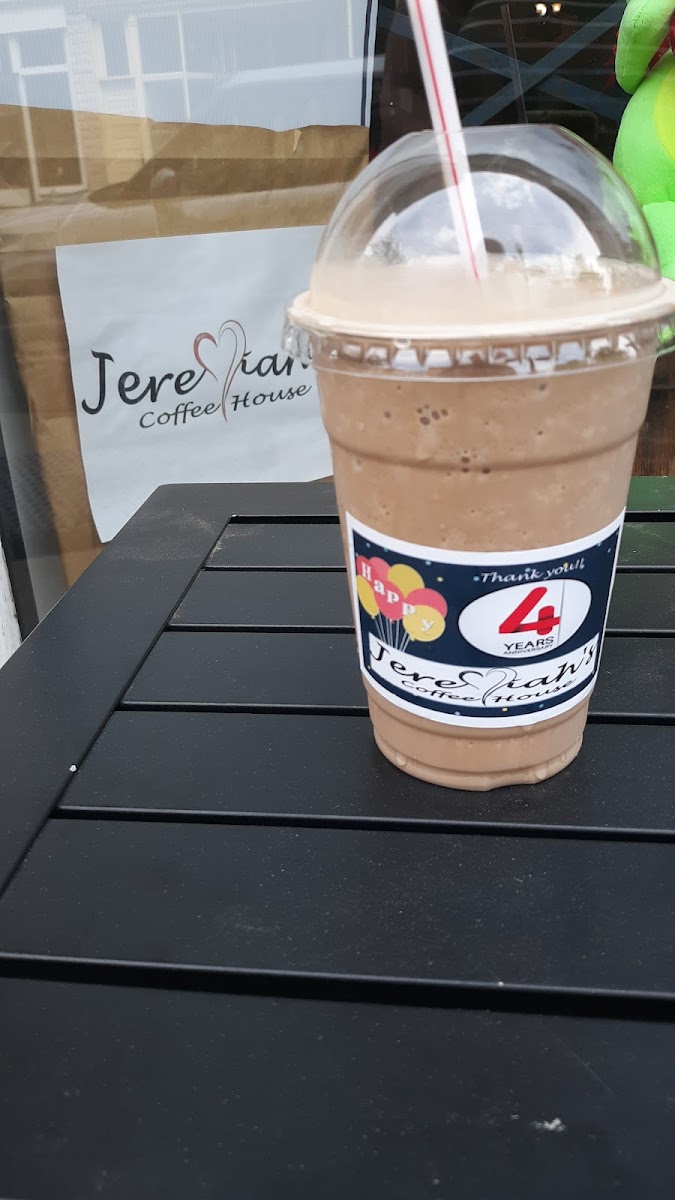 Jeremiah'
Coffee House
Thank you!!
Happy
4
YEARS
ANNIVERSARY
Jeremiah's
Coffee House